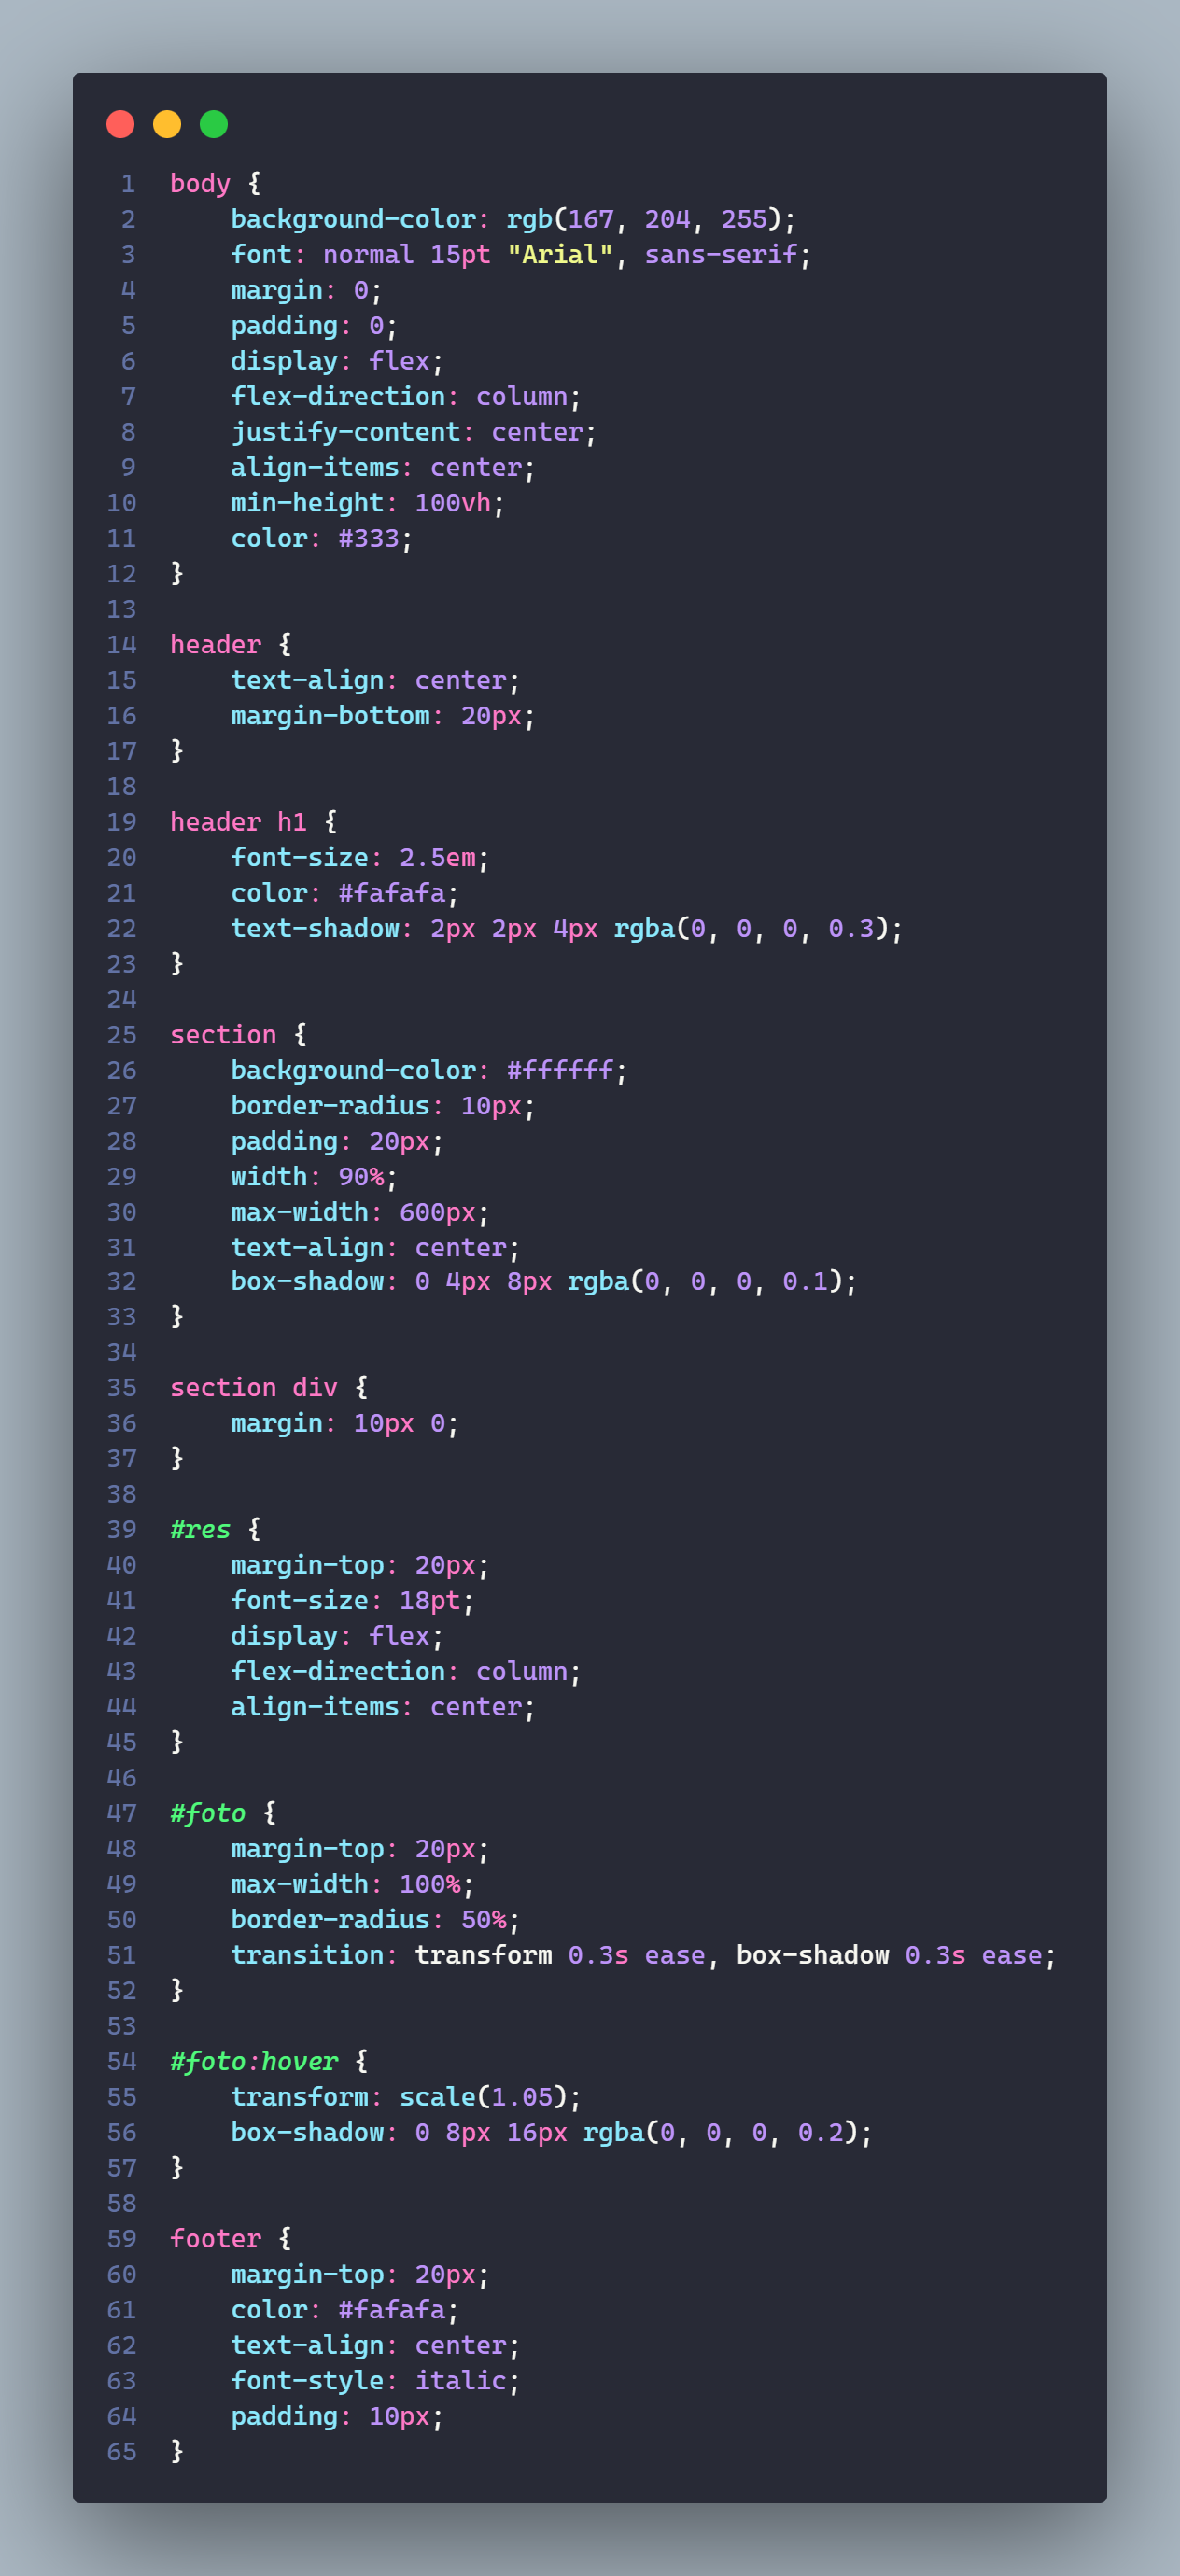 1 body {
2     background-color: rgb(167, 204, 255);
3     font: normal 15pt "Arial", sans-serif;
4     margin: 0;
5     padding: 0;
6     display: flex;
7     flex-direction: column;
8     justify-content: center;
9     align-items: center;
10     min-height: 100vh;
11     color: #333;
12 }
13
14 header {
15     text-align: center;
16     margin-bottom: 20px;
17 }
18
19 header h1 {
20     font-size: 2.5em;
21     color: #fafafa;
22     text-shadow: 2px 2px 4px rgba(0, 0, 0, 0.3);
23 }
24
25 section {
26     background-color: #ffffff;
27     border-radius: 10px;
28     padding: 20px;
29     width: 90%;
30     max-width: 600px;
31     text-align: center;
32     box-shadow: 0 4px 8px rgba(0, 0, 0, 0.1);
33 }
34
35 section div {
36     margin: 10px 0;
37 }
38
39 #res {
40     margin-top: 20px;
41     font-size: 18pt;
42     display: flex;
43     flex-direction: column;
44     align-items: center;
45 }
46
47 #foto {
48     margin-top: 20px;
49     max-width: 100%;
50     border-radius: 50%;
51     transition: transform 0.3s ease, box-shadow 0.3s ease;
52 }
53
54 #foto:hover {
55     transform: scale(1.05);
56     box-shadow: 0 8px 16px rgba(0, 0, 0, 0.2);
57 }
58
59 footer {
60     margin-top: 20px;
61     color: #fafafa;
62     text-align: center;
63     font-style: italic;
64     padding: 10px;
65 }